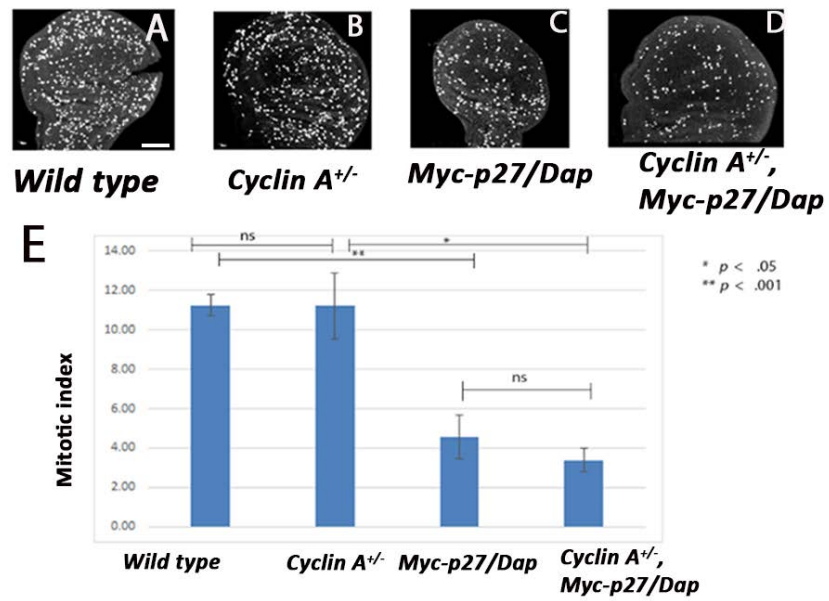 A
B
C
D
Wild type
Cyclin A+/-
Myc-p27/Dap
Cyclin A+/-,
Myc-p27/Dap
E
ns
*
**
14.00
12.00
10.00
8.00
6.00
4.00
2.00
0.00
ns
* p < .05
** p < .001
Mitotic index
Wild type
Cyclin A+/-
Myc-p27/Dap
Cyclin A+/-,
Myc-p27/Dap